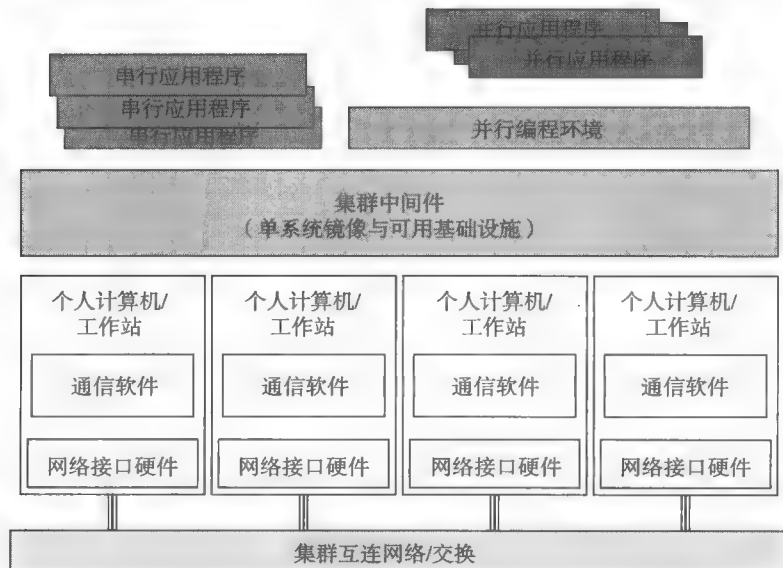 并行应用程序
并行应用程序
串行应用程序
串行应用程序
串行应用程序
并行编程环境
集群中间件
(单系统镜像与可用基础设施)
个人计算机/
工作站
通信软件
网络接口硬件
个人计算机/
工作站
通信软件
网络接口硬件
个人计算机/
工作站
通信软件
网络接口硬件
个人计算机/
工作站
通信软件
网络接口硬件
集群互连网络/交换